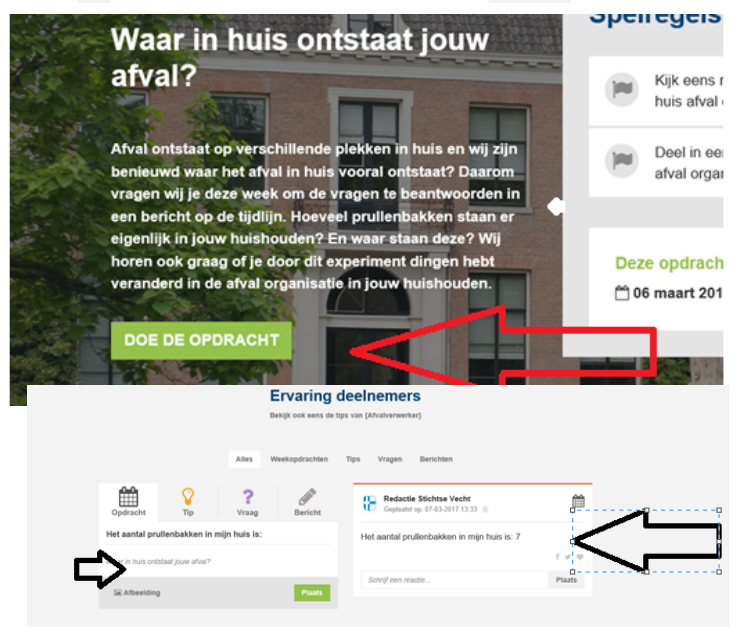 Spelregels
Waar in huis ontstaat jouw
afval?
Kijk eens
huis afval
Afval ontstaat op verschillende plekken in huis en wij zijn
benieuwd waar het afval in huis vooral ontstaat? Daarom
vragen wij je deze week om de vragen te beantwoorden in
een bericht op de tijdlijn. Hoeveel prullenbakken staan er
eigenlijk in jouw huishouden? En waar staan deze? Wij
horen ook graag of je door dit experiment dingen hebt
veranderd in de afval organisatie in jouw huishouden.
Deel in
afval
Deze opdrach
06 maart 201
DOE DE OPDRACHT
Ervaring deelnemers
Bekijk ook eens de tips van (Afvalverwerker)
Alles Weekopdrachten Tips Vragen Berichten
Opdracht Tip Vraag Bericht
Het aantal prullenbakken in mijn huis is:
in huis ontstaat jouw afval?
Afbeelding Plaats
Redactie Stichtse Vecht
Geplaatst op: 07-03-2017 13:33
Het aantal prullenbakken in mijn huis is: 7
Schrijf een reactie... Plaats